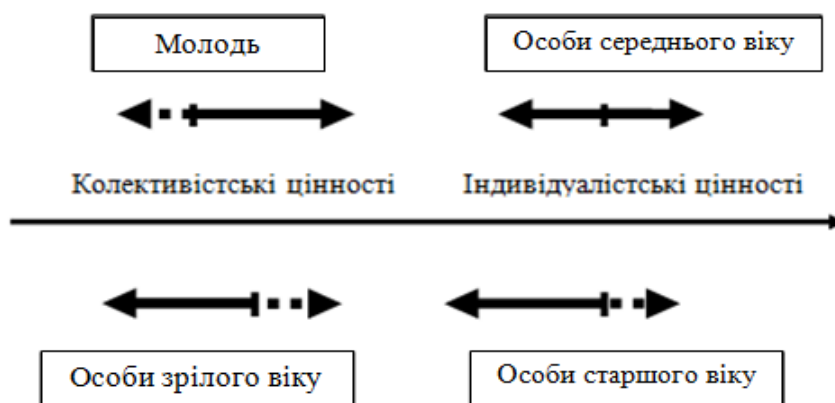 Молодь
Особи середнього віку
Колективістські цінності
Індивідуалістські цінності
Особи зрілого віку
Особи старшого віку